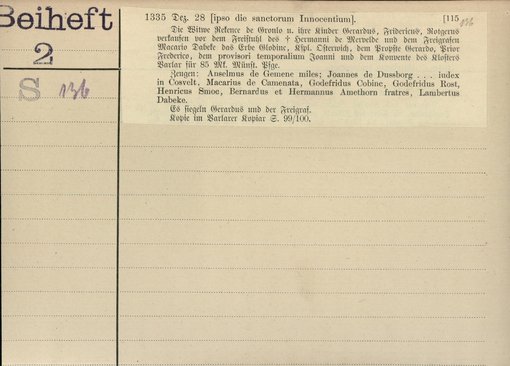 Beiheft
2
S 136
1335 Dez. 28 [ipso die sanctorum Innocentium]. [115
136
Die Witwe Rekence de Gronlo u. ihre Kinder Gerardus, Fridericus, Rotgerus
verkaufen vor dem Freistuhl des † Hermanni de Mervelde und dem Freigrafen
Macario Dabeke das Erbe Glodinc, Kspl. Osterwich, dem Propste Gerardo, Prior
Frederico, dem provisori temporalium Joanni und dem Konvente des Klosters
Varlar für 85 Mk. Münst. Pfge.
Zeugen: Anselmus de Gemene miles; Joannes de Dussborg . . . iudex
in Cosvelt, Macarius de Camenata, Godefridus Cobinc, Godefridus Rost,
Henricus Smoc, Bernardus et Hermannus Amethorn fratres, Lambertus
Dabeke.
Es siegeln Gerardus und der Freigraf.
Kopie im Varlarer Kopiar S. 99/100.